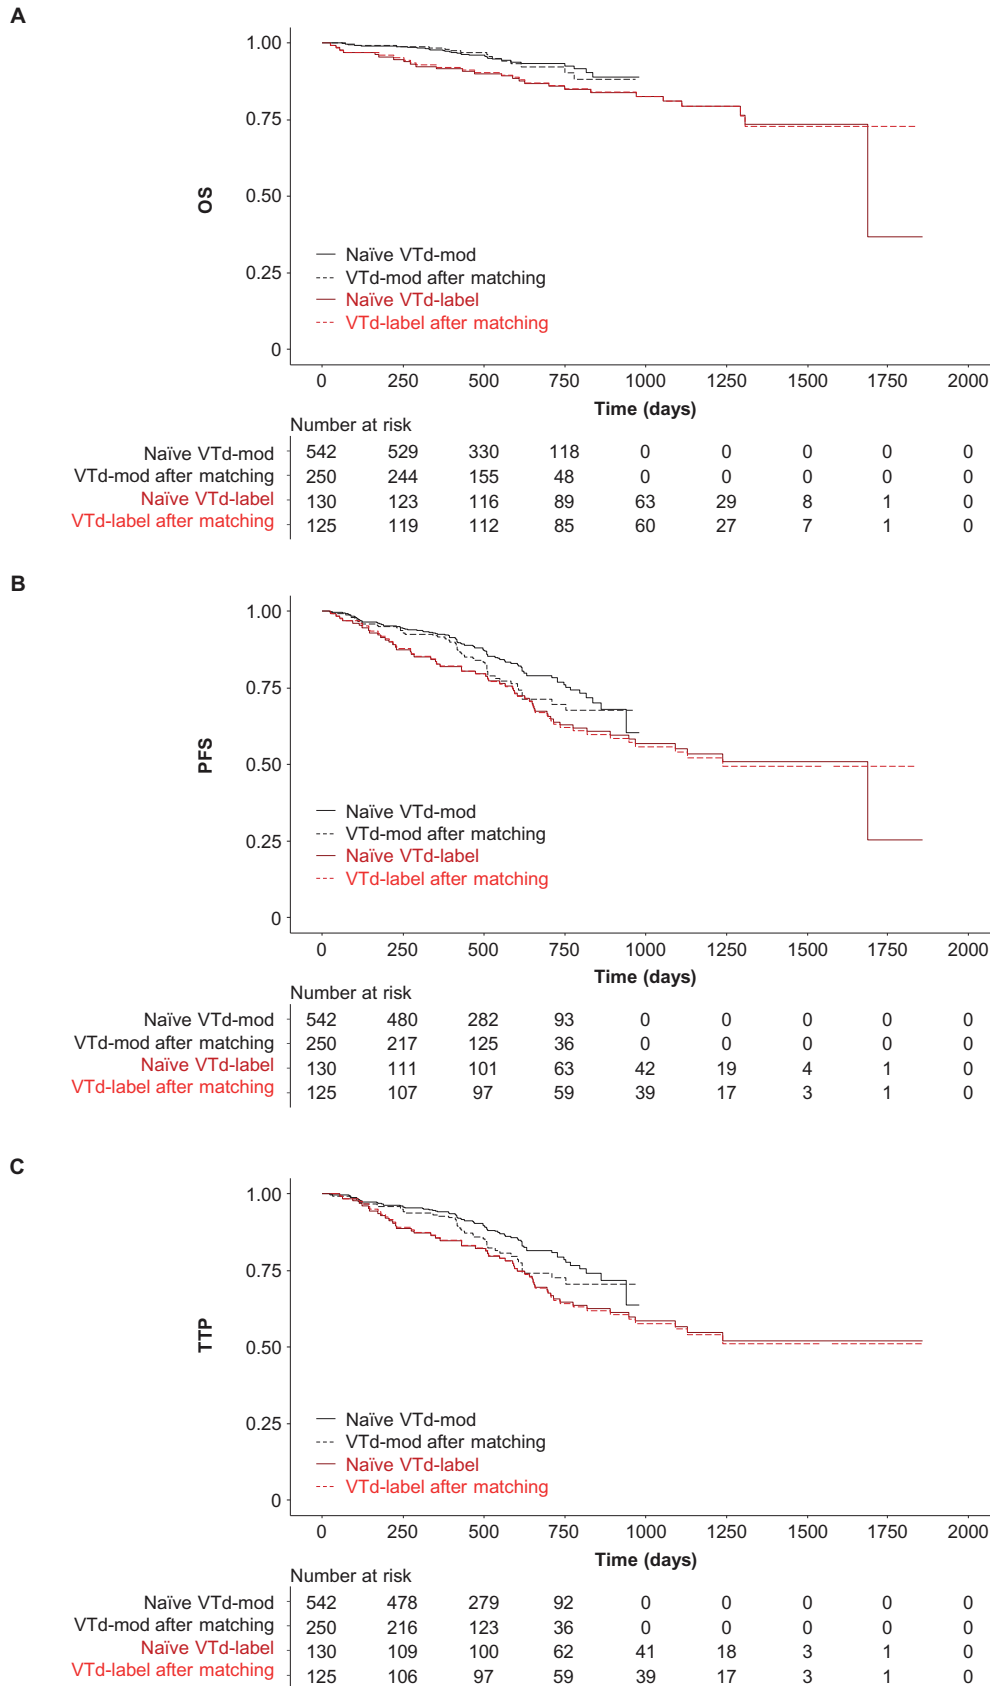 A
1.00
0.75
0.50
0.25
0
OS
Naïve VTd-mod
VTd-mod after matching
Naïve VTd-label
VTd-label after matching
0 250 500 750 1000 1250 1500 1750 2000
Time (days)
Number at risk
Naïve VTd-mod 542 529 330 118 0 0 0 0 0
VTd-mod after matching 250 244 155 48 0 0 0 0 0
Naïve VTd-label 130 123 116 89 63 29 8 1 0
VTd-label after matching 125 119 112 85 60 27 7 1 0
B
1.00
0.75
0.50
0.25
0
PFS
Naïve VTd-mod
VTd-mod after matching
Naïve VTd-label
VTd-label after matching
0 250 500 750 1000 1250 1500 1750 2000
Time (days)
Number at risk
Naïve VTd-mod 542 480 282 93 0 0 0 0 0
VTd-mod after matching 250 217 125 36 0 0 0 0 0
Naïve VTd-label 130 111 101 63 42 19 4 1 0
VTd-label after matching 125 107 97 59 39 17 3 1 0
C
1.00
0.75
0.50
0.25
0
TTP
Naïve VTd-mod
VTd-mod after matching
Naïve VTd-label
VTd-label after matching
0 250 500 750 1000 1250 1500 1750 2000
Time (days)
Number at risk
Naïve VTd-mod 542 478 279 92 0 0 0 0 0
VTd-mod after matching 250 216 123 36 0 0 0 0 0
Naïve VTd-label 130 109 100 62 41 18 3 1 0
VTd-label after matching 125 106 97 59 39 17 3 1 0